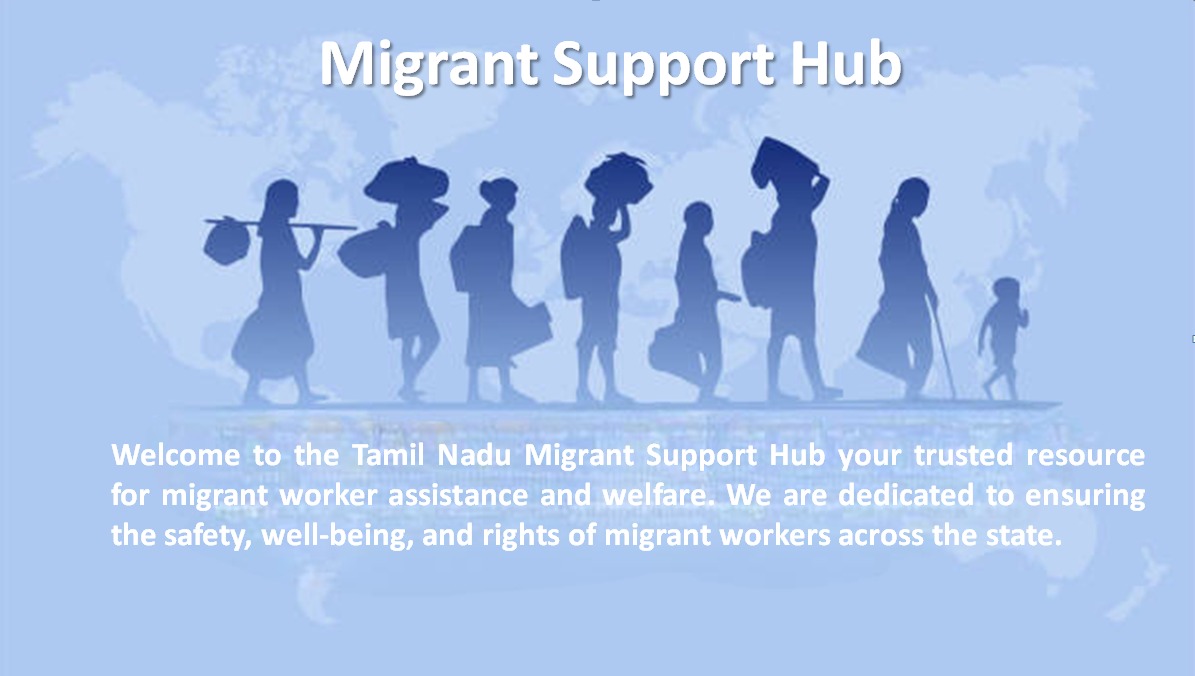 Migrant Support Hub
Welcome to the Tamil Nadu Migrant Support Hub your trusted resource
for migrant worker assistance and welfare. We are dedicated to ensuring
the safety, well-being, and rights of migrant workers across the state.